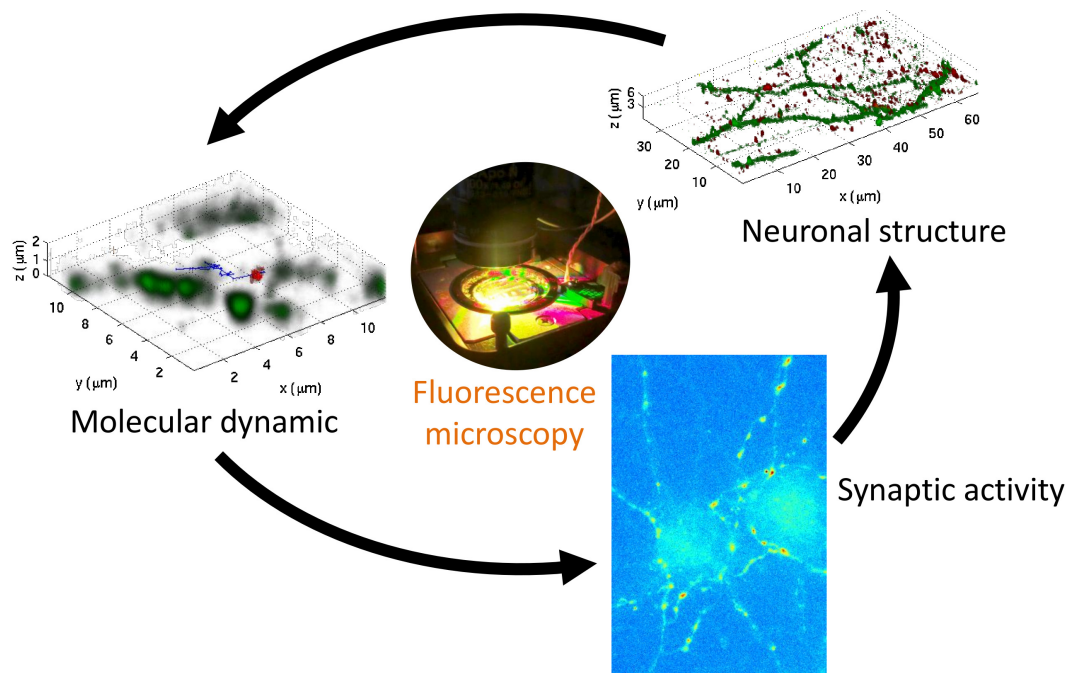 6
3
z (μm)
30
20
10
y (μm)
10
20
30
40
50
60
x (μm)
Neuronal structure
2
1
0
z (μm)
10
8
6
4
2
y (μm)
2
4
6
8
10
x (μm)
Molecular dynamic
Fluorescence
microscopy
Synaptic activity